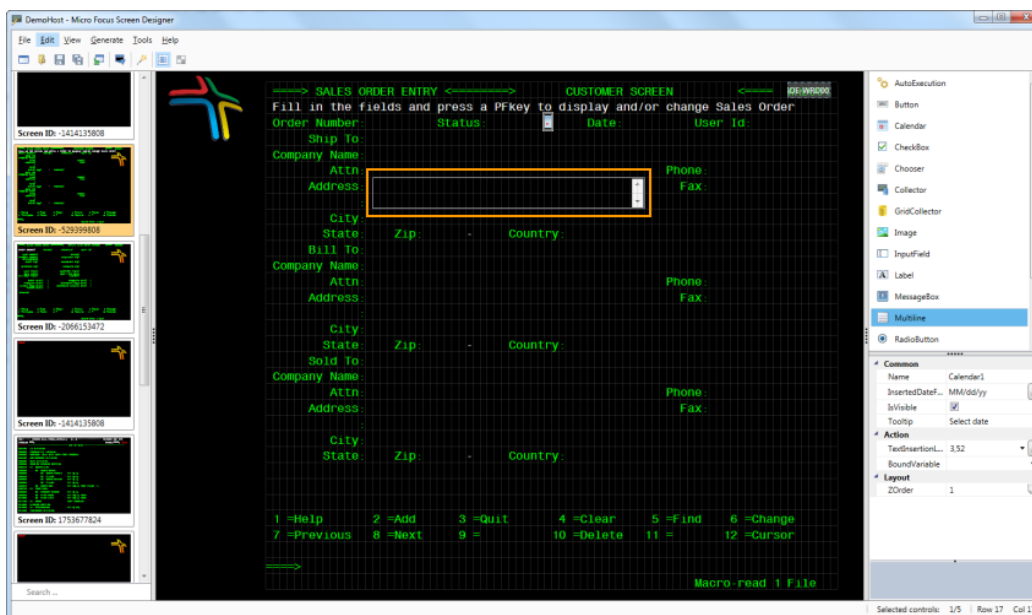 DemoHost - Micro Focus Screen Designer
File Edit View Generate Tools Help
Screen ID: -1414135808
Screen ID: -529399808
Screen ID: -2066153472
Screen ID: -1414135808
Screen ID: 1753677824
Search ...
====> SALES ORDER ENTRY <========> CUSTOMER SCREEN <====
Fill in the fields and press a PFkey to display and/or change Sales Order
Order Number: Status: Date: User Id:
Ship To:
Company Name:
Attn: Phone:
Address: Fax:
:
City:
State: Zip: - Country:
Bill To:
Company Name:
Attn: Phone:
Address: Fax:
:
City:
State: Zip: - Country:
Sold To:
Company Name:
Attn: Phone:
Address: Fax:
:
City:
State: Zip: - Country:
1 =Help 2 =Add 3 =Quit 4 =Clear 5 =Find 6 =Change
7 =Previous 8 =Next 9 = 10 =Delete 11 = 12 =Cursor
====>
Macro-read 1 File
AutoExecution
Button
Calendar
CheckBox
Chooser
Collector
GridCollector
Image
InputField
Label
MessageBox
Multiline
RadioButton
Common
Name Calendar1
InsertedDateF... MM/dd/yy
IsVisible
Tooltip Select date
Action
TextInsertionL... 3,52
BoundVariable
Layout
ZOrder 1
Selected controls: 1/5 Row 17 Col 1